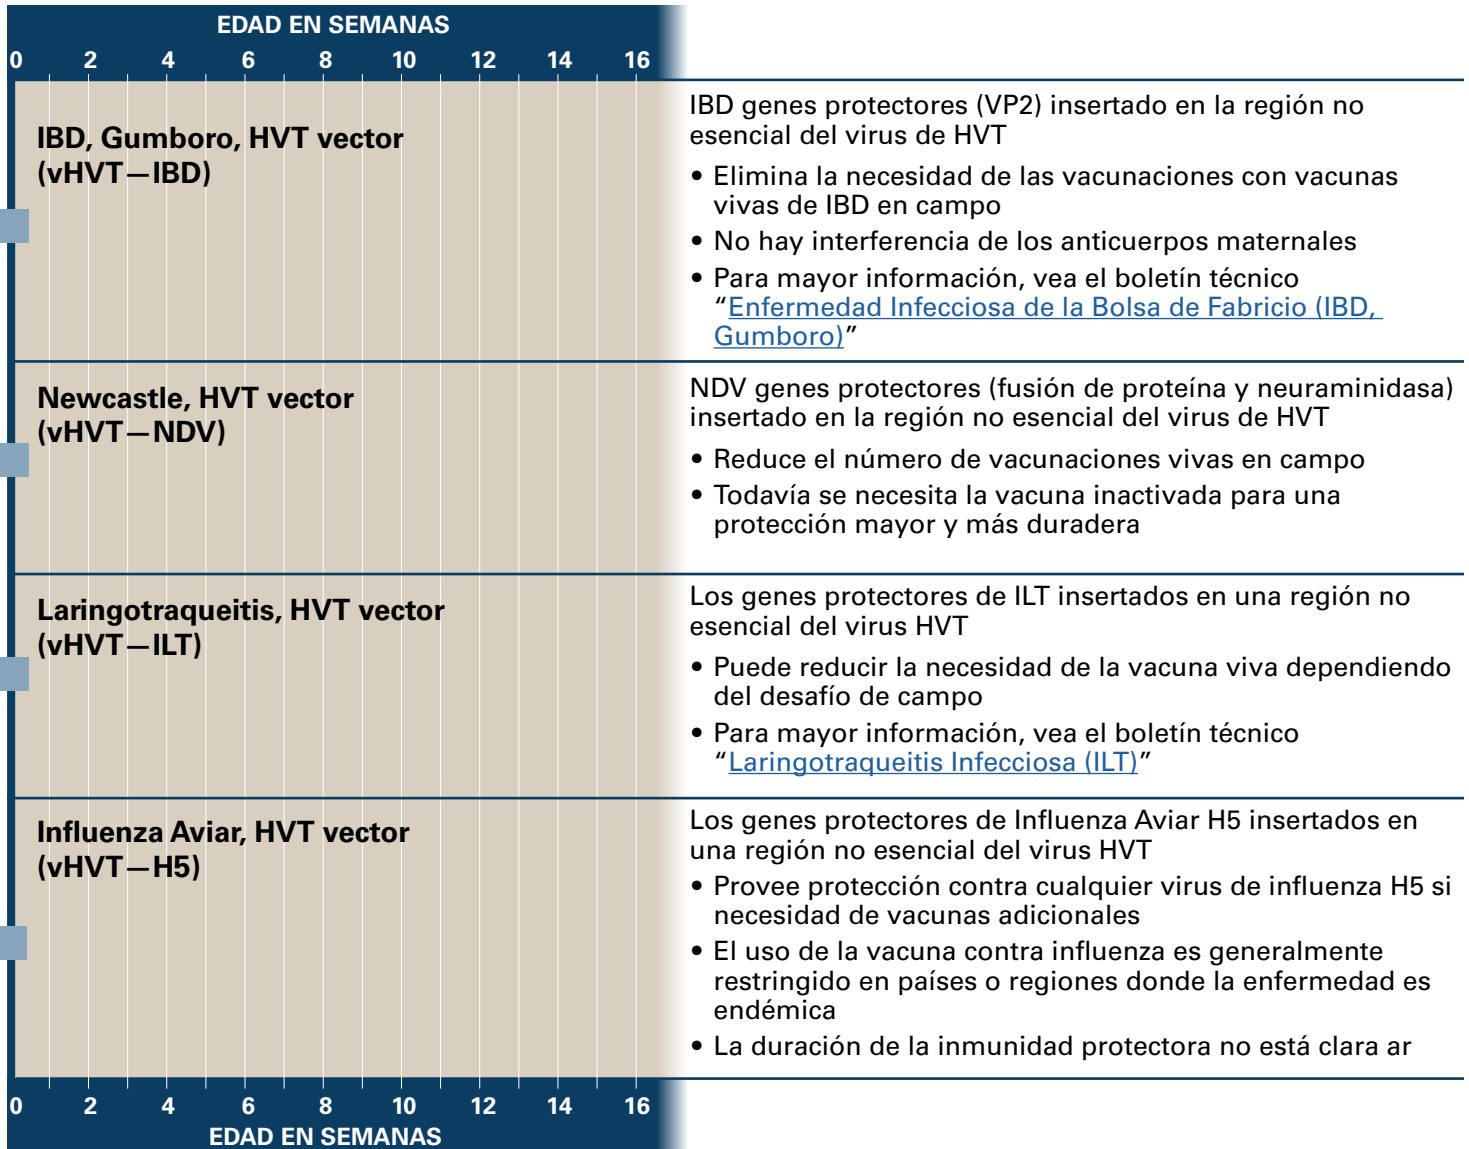 EDAD EN SEMANAS
0 2 4 6 8 10 12 14 16
IBD, Gumboro, HVT vector
(vHVT—IBD)
IBD genes protectores (VP2) insertado en la región no
esencial del virus de HVT
• Elimina la necesidad de las vacunaciones con vacunas
vivas de IBD en campo
• No hay interferencia de los anticuerpos maternales
• Para mayor información, vea el boletín técnico
“Enfermedad Infecciosa de la Bolsa de Fabricio (IBD,
Gumboro)”
Newcastle, HVT vector
(vHVT—NDV)
NDV genes protectores (fusión de proteína y neuraminidasa)
insertado en la región no esencial del virus de HVT
• Reduce el número de vacunaciones vivas en campo
• Todavía se necesita la vacuna inactivada para una
protección mayor y más duradera
Laringotraqueitis, HVT vector
(vHVT—ILT)
Los genes protectores de ILT insertados en una región no
esencial del virus HVT
• Puede reducir la necesidad de la vacuna viva dependiendo
del desafío de campo
• Para mayor información, vea el boletín técnico
“Laringotraqueitis Infecciosa (ILT)”
Influenza Aviar, HVT vector
(vHVT—H5)
Los genes protectores de Influenza Aviar H5 insertados en
una región no esencial del virus HVT
• Provee protección contra cualquier virus de influenza H5 si
necesidad de vacunas adicionales
• El uso de la vacuna contra influenza es generalmente
restringido en países o regiones donde la enfermedad es
endémica
• La duración de la inmunidad protectora no está clara ar
0 2 4 6 8 10 12 14 16
EDAD EN SEMANAS